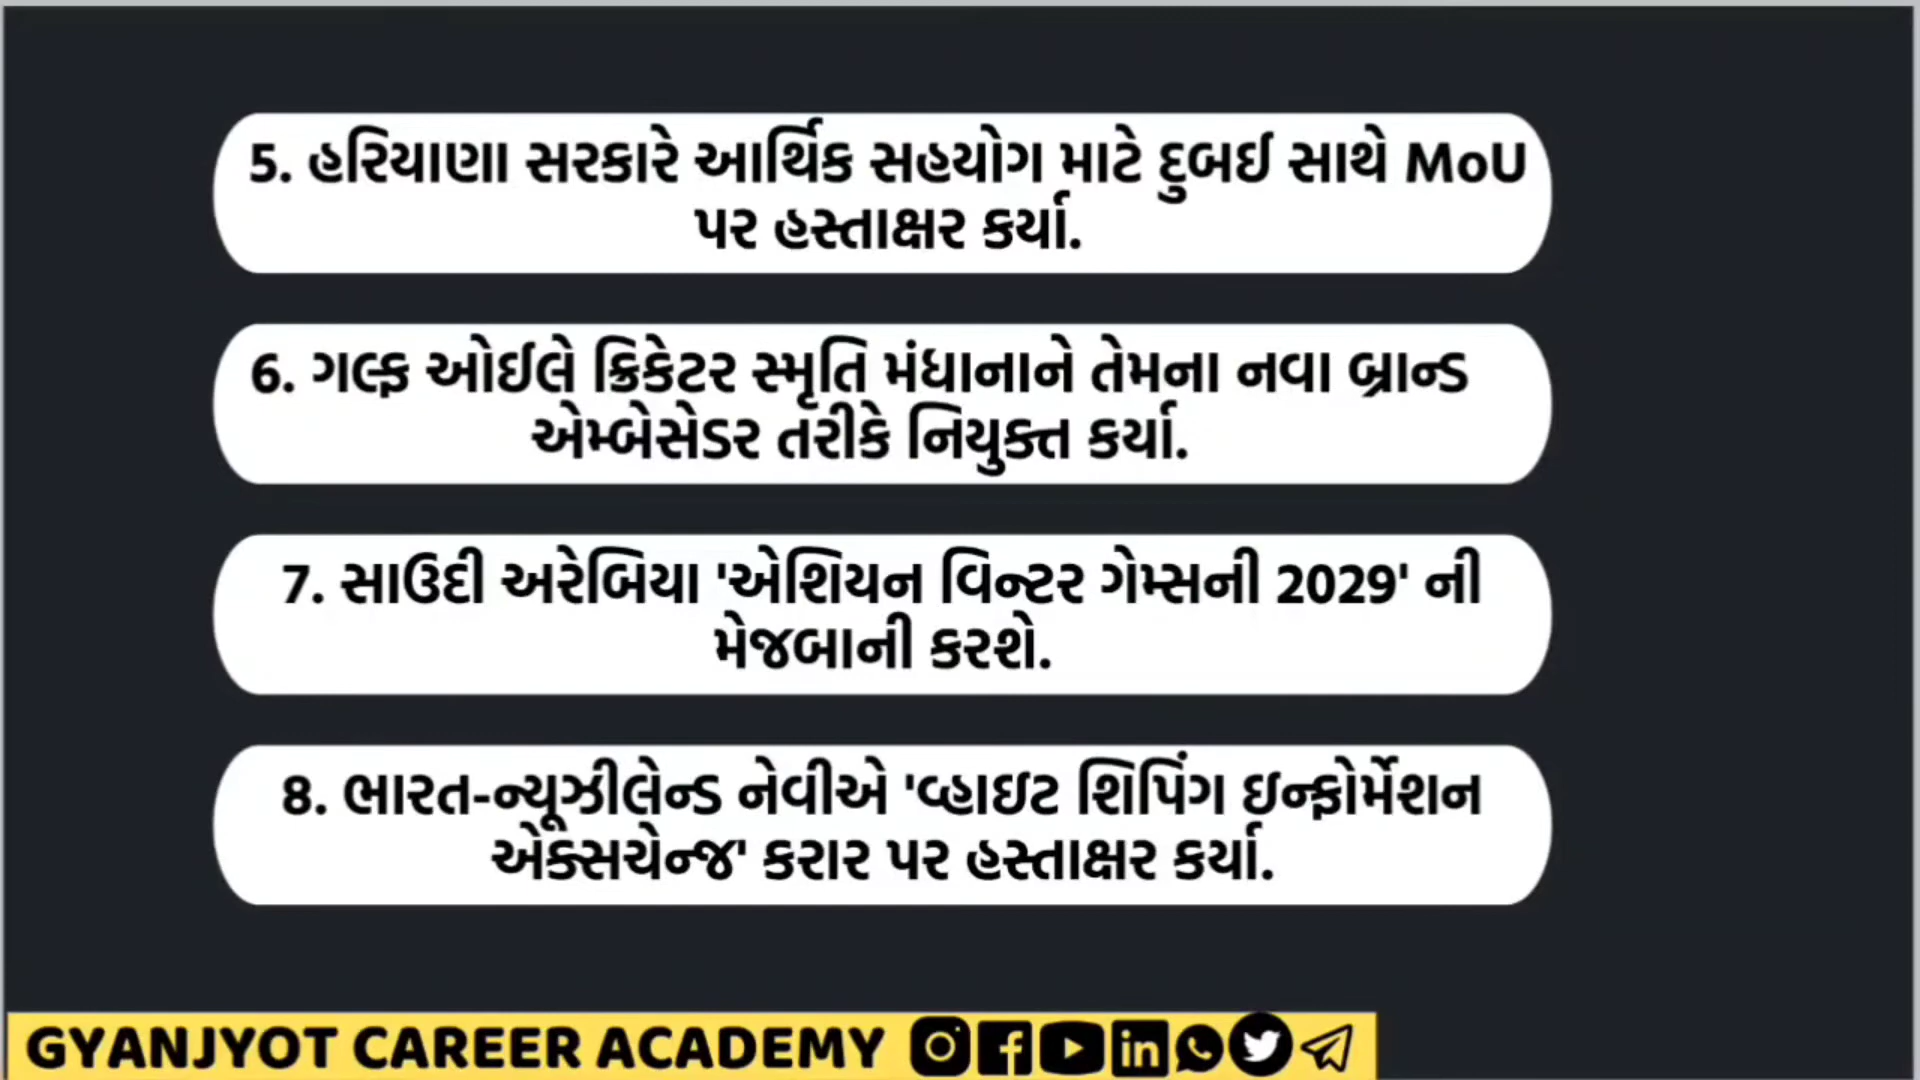 5. હરિયાણા સરકારે આર્થિક સહયોગ માટે દુબઈ સાથે MoU
પર હસ્તાક્ષર કર્યા.
6. ગલ્ફ ઓઈલે ક્રિકેટર સ્મૃતિ મંધાનાને તેમના નવા બ્રાન્ડ
એમ્બેસેડર તરીકે નિયુક્ત કર્યા.
7. સાઉદી અરેબિયા 'એશિયન વિન્ટર ગેમ્સની 2029' ની
મેજબાની કરશે.
8. ભારત-ન્યૂઝીલેન્ડ નેવીએ 'વ્હાઇટ શિપિંગ ઇન્ફોર્મેશન
એક્સચેન્જ' કરાર પર હસ્તાક્ષર કર્યા.
GYANJYOT CAREER ACADEMY